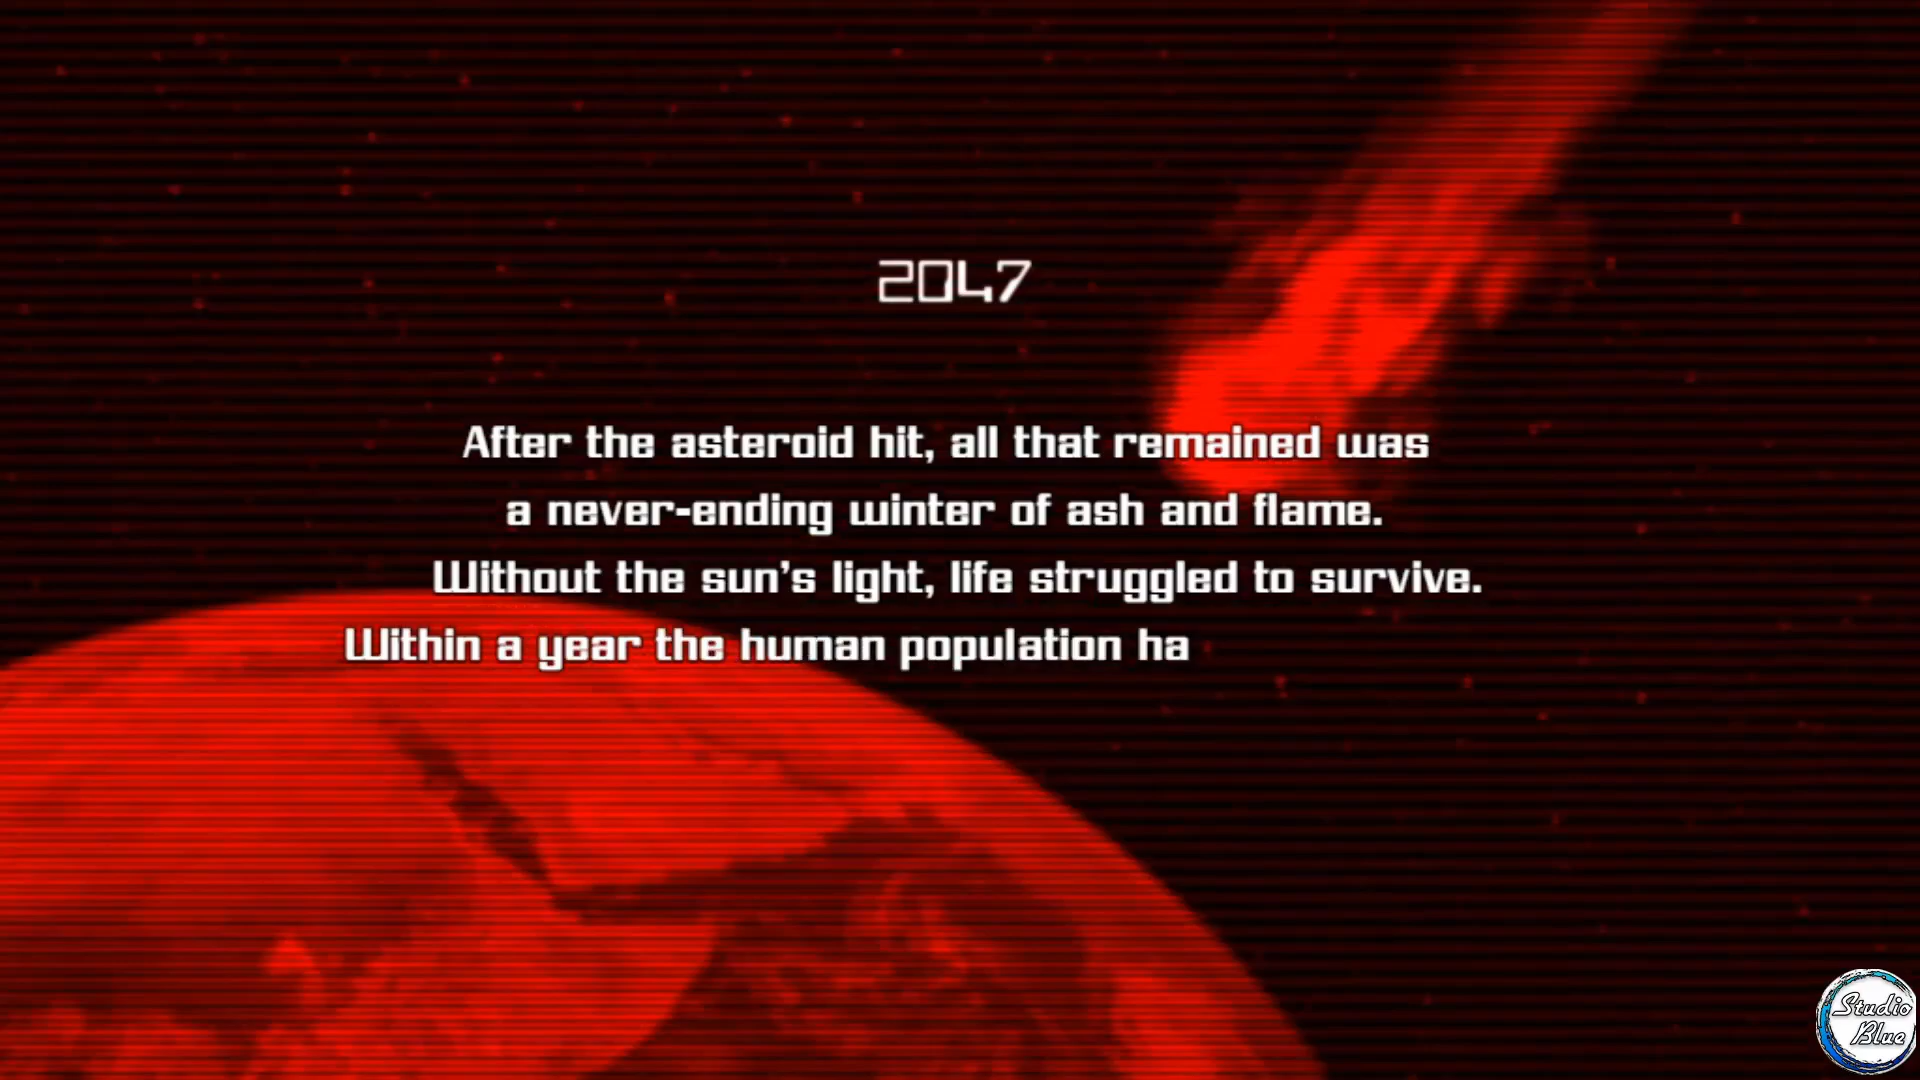 2047
After the asteroid hit, all that remained was
a never-ending winter of ash and flame.
Without the sun's light, life struggled to survive.
Within a year the human population ha
Studio
Blue